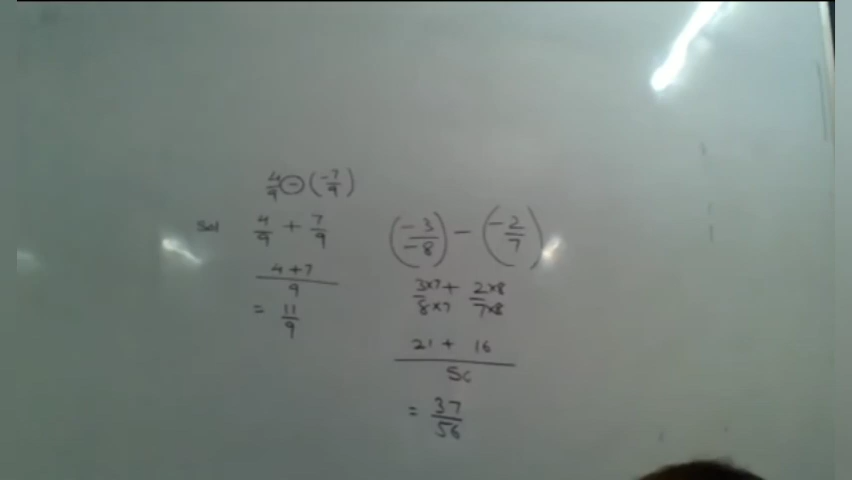 4/9 - (-7/9)
Sol 4/9 + 7/9
4+7/9
= 11/9
(-3/-8) - (-2/7)
3×7/8×7 + 2×8/7×8
21 + 16/56
= 37/56